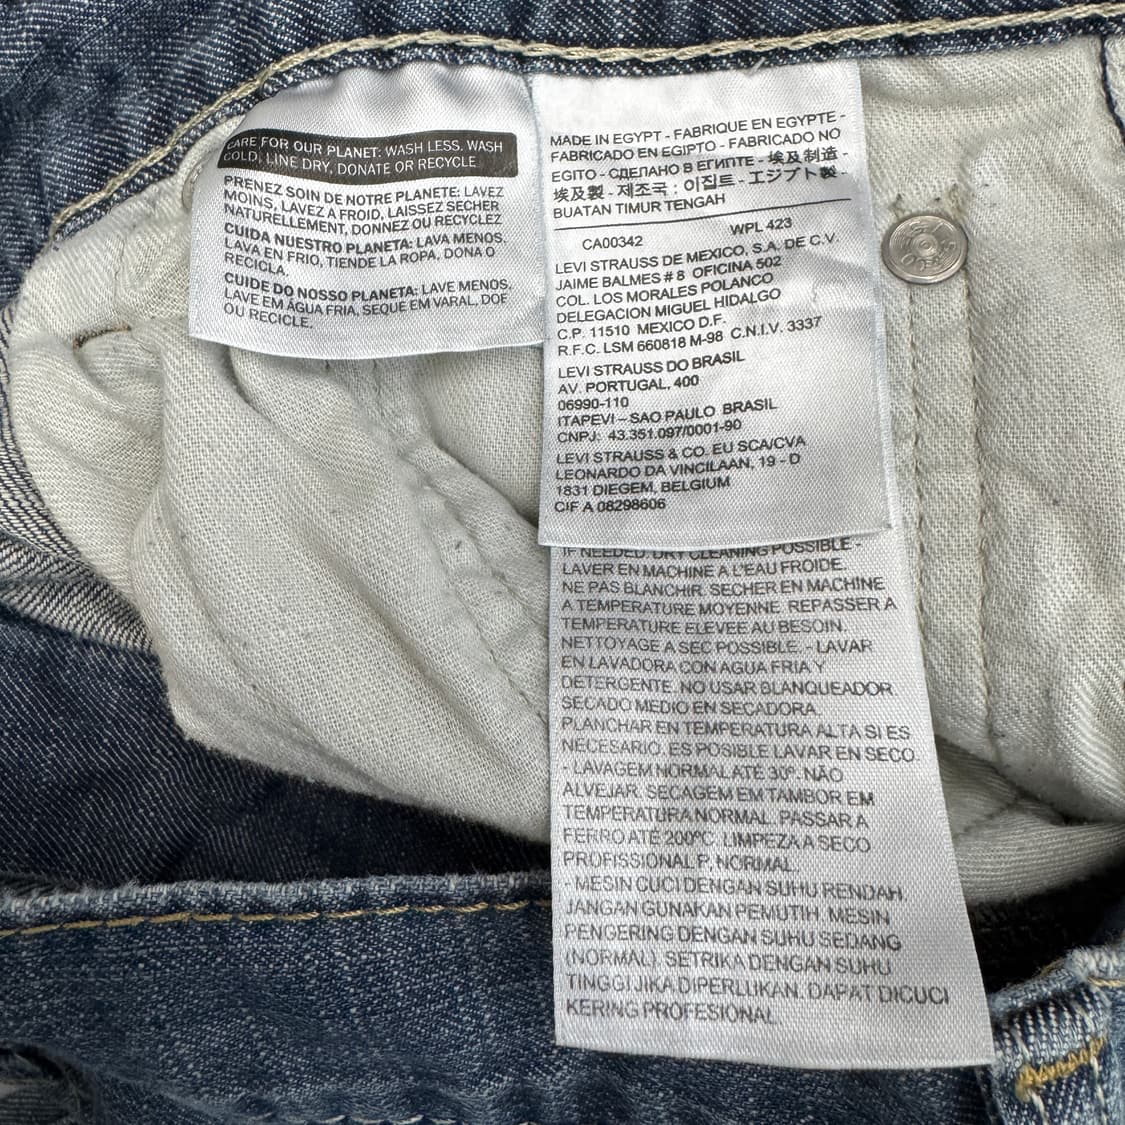 CARE FOR OUR PLANET: WASH LESS, WASH
COLD, LINE DRY, DONATE OR RECYCLE
PRENEZ SOIN DE NOTRE PLANETE: LAVEZ
MOINS, LAVEZ A FROID, LAISSEZ SECHER
NATURELLEMENT, DONNEZ OU RECYCLEZ
CUIDA NUESTRO PLANETA: LAVA MENOS,
LAVA EN FRIO, TIENDE LA ROPA, DONA O
RECICLA.
CUIDE DO NOSSO PLANETA: LAVE MENOS,
LAVE EM ÁGUA FRIA, SEQUE EM VARAL, DOE
OU RECICLE.
MADE IN EGYPT - FABRIQUE EN EGYPTE -
FABRICADO EN EGIPTO - FABRICADO NO
EGITO - СДЕЛАНО В ЕГИПТЕ - 埃及制造 -
埃及製 - 제조국 : 이집트 - エジプト製 -
BUATAN TIMUR TENGAH
CA00342 WPL 423
LEVI STRAUSS DE MEXICO, S.A. DE C.V.
JAIME BALMES # 8 OFICINA 502
COL. LOS MORALES POLANCO
DELEGACION MIGUEL HIDALGO
C.P. 11510 MEXICO D.F.
R.F.C. LSM 660818 M-98 C.N.I.V. 3337
LEVI STRAUSS DO BRASIL
AV. PORTUGAL, 400
06990-110
ITAPEVI – SAO PAULO BRASIL
CNPJ: 43.351.097/0001-90
LEVI STRAUSS & CO. EU SCA/CVA
LEONARDO DA VINCILAAN, 19 - D
1831 DIEGEM, BELGIUM
CIF A 08298606
IF NEEDED. DRY CLEANING POSSIBLE -
LAVER EN MACHINE A L'EAU FROIDE.
NE PAS BLANCHIR. SECHER EN MACHINE
A TEMPERATURE MOYENNE. REPASSER A
TEMPERATURE ELEVEE AU BESOIN.
NETTOYAGE A SEC POSSIBLE. - LAVAR
EN LAVADORA CON AGUA FRIA Y
DETERGENTE. NO USAR BLANQUEADOR.
SECADO MEDIO EN SECADORA.
PLANCHAR EN TEMPERATURA ALTA SI ES
NECESARIO. ES POSIBLE LAVAR EN SECO.
- LAVAGEM NORMAL ATÉ 30º. NÃO
ALVEJAR. SECAGEM EM TAMBOR EM
TEMPERATURA NORMAL. PASSAR A
FERRO ATÉ 200ºC. LIMPEZA A SECO
PROFISSIONAL P, NORMAL.
- MESIN CUCI DENGAN SUHU RENDAH.
JANGAN GUNAKAN PEMUTIH. MESIN
PENGERING DENGAN SUHU SEDANG
(NORMAL). SETRIKA DENGAN SUHU
TINGGI JIKA DIPERLUKAN. DAPAT DICUCI
KERING PROFESIONAL.